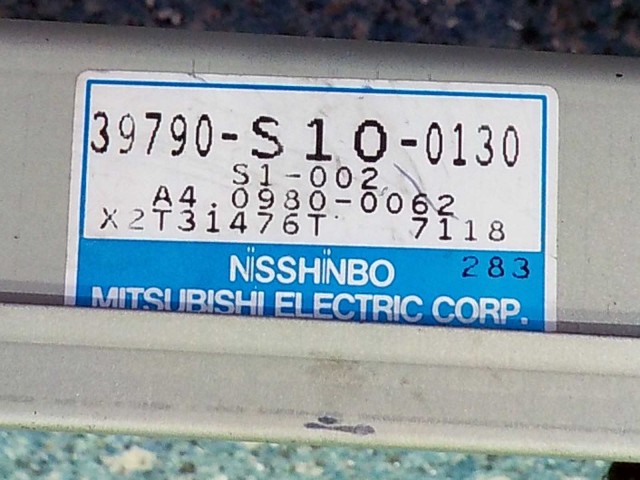 39790-S10-0130
S1-002
A4.0980-0062
X2T31476T 7118
NISSHINBO 283
MITSUBISHI ELECTRIC CORP.